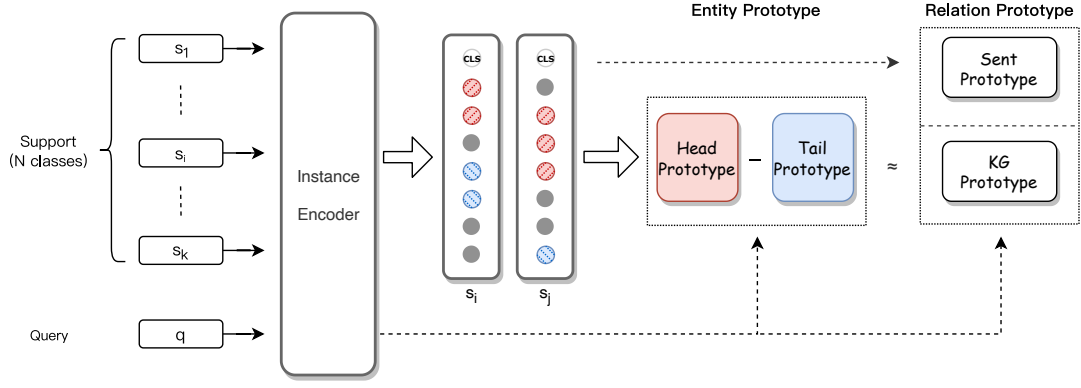 Entity Prototype
Relation Prototype
s1
CLS
CLS
Sent
Prototype
Support
(N classes)
si
Instance
Encoder
Head
Prototype
–
Tail
Prototype
≈
KG
Prototype
sk
si
sj
Query
q